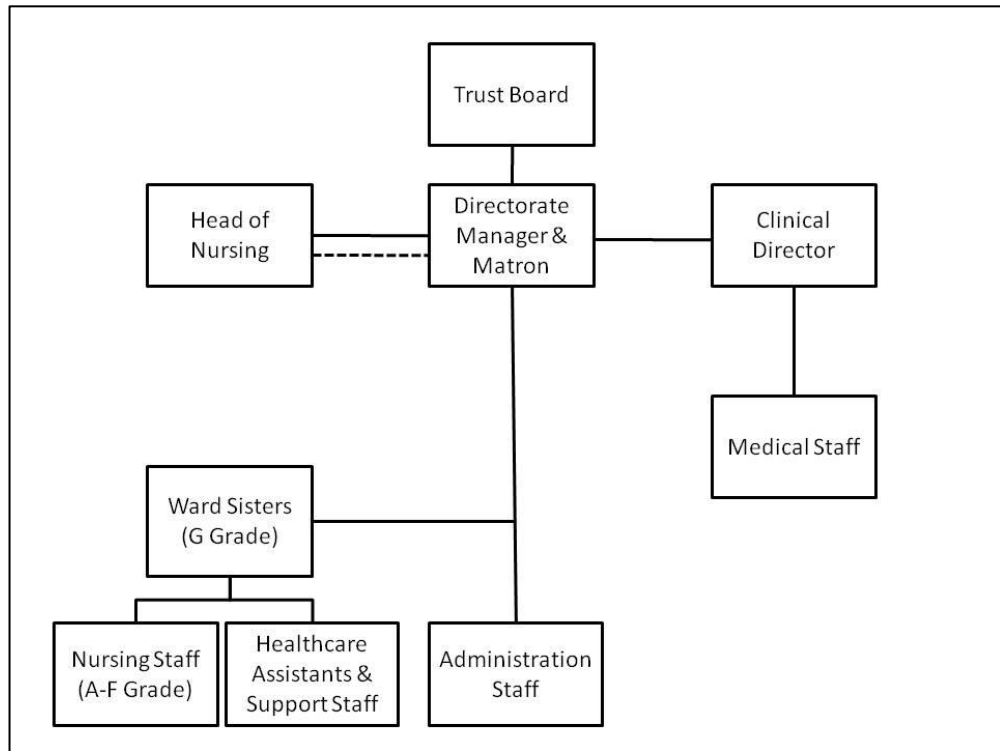 Trust Board
Head of
Nursing
Directorate
Manager &
Matron
Clinical
Director
Medical Staff
Ward Sisters
(G Grade)
Nursing Staff
(A-F Grade)
Healthcare
Assistants &
Support Staff
Administration
Staff